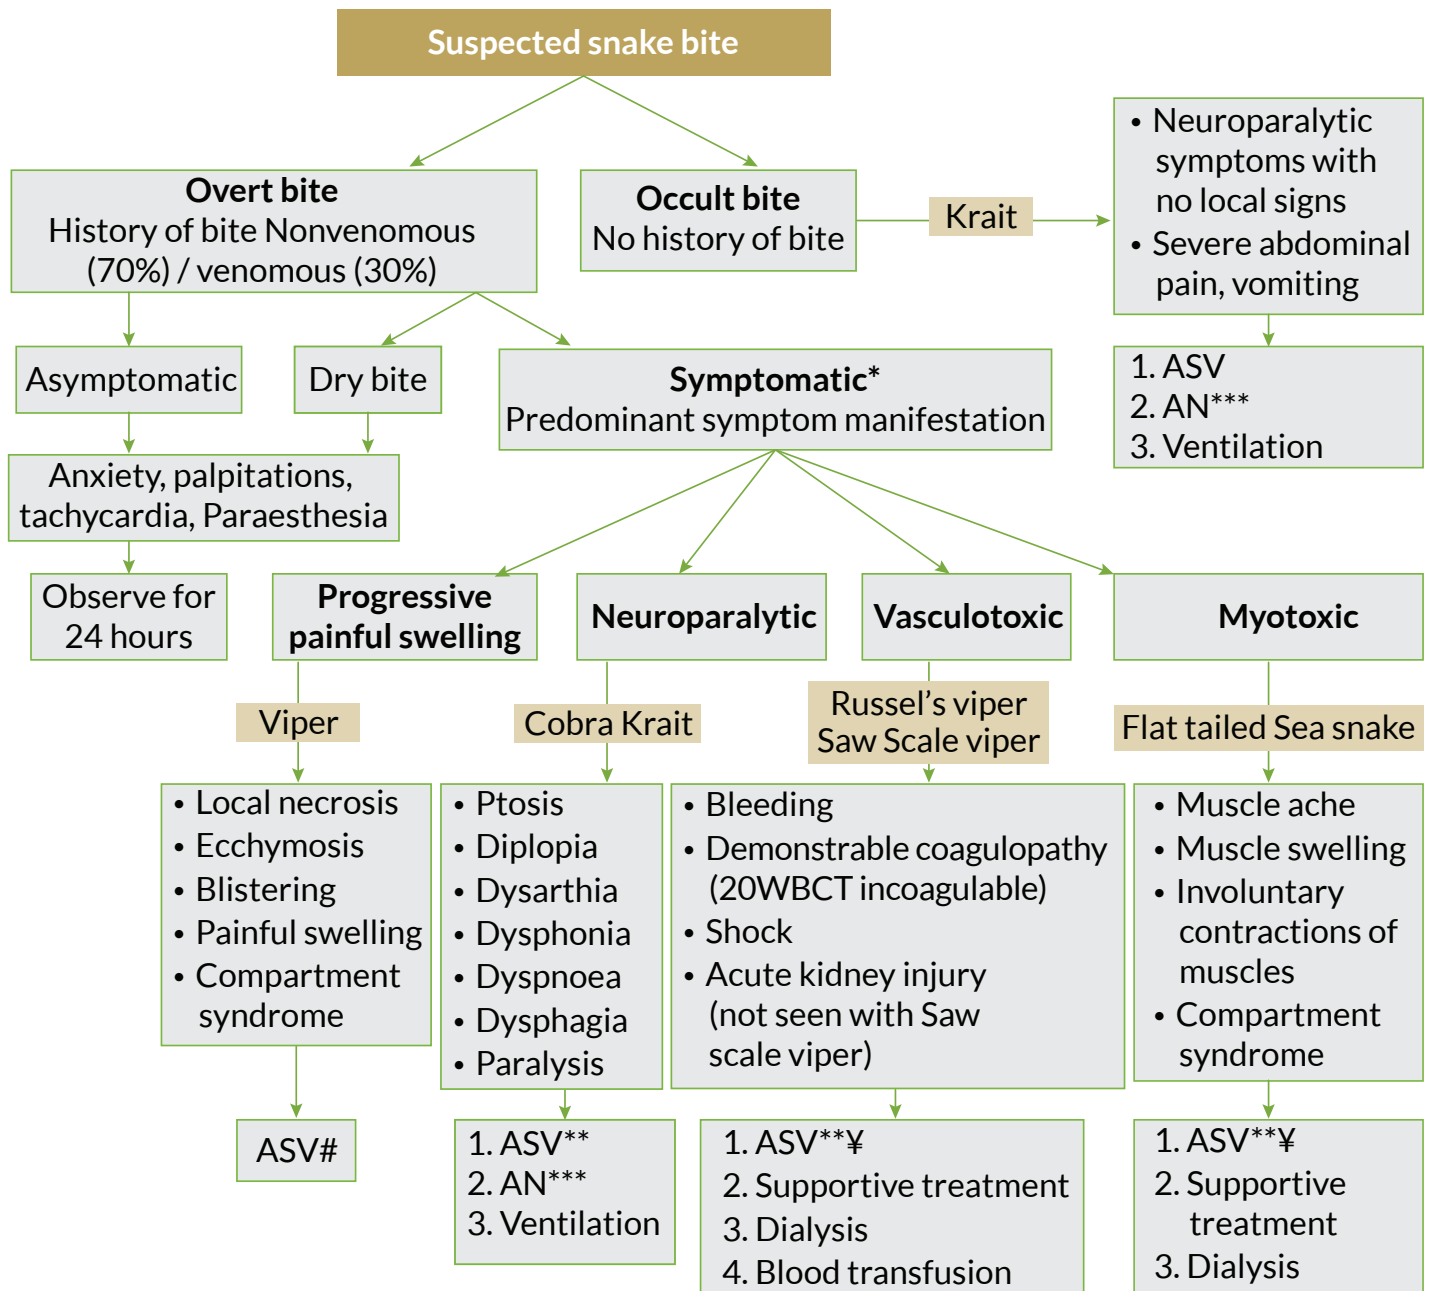 Suspected snake bite
Overt bite
History of bite Nonvenomous
(70%) / venomous (30%)
Occult bite
No history of bite
Krait
• Neuroparalytic
symptoms with
no local signs
• Severe abdominal
pain, vomiting
1. ASV
2. AN***
3. Ventilation
Asymptomatic
Dry bite
Symptomatic*
Predominant symptom manifestation
Anxiety, palpitations,
tachycardia, Paraesthesia
Observe for
24 hours
Progressive
painful swelling
Neuroparalytic
Vasculotoxic
Myotoxic
Viper
Cobra Krait
Russel’s viper
Saw Scale viper
Flat tailed Sea snake
• Local necrosis
• Ecchymosis
• Blistering
• Painful swelling
• Compartment
syndrome
• Ptosis
• Diplopia
• Dysarthia
• Dysphonia
• Dyspnoea
• Dysphagia
• Paralysis
• Bleeding
• Demonstrable coagulopathy
(20WBCT incoagulable)
• Shock
• Acute kidney injury
(not seen with Saw
scale viper)
• Muscle ache
• Muscle swelling
• Involuntary
contractions of
muscles
• Compartment
syndrome
ASV#
1. ASV**
2. AN***
3. Ventilation
1. ASV**¥
2. Supportive treatment
3. Dialysis
4. Blood transfusion
1. ASV**¥
2. Supportive
treatment
3. Dialysis